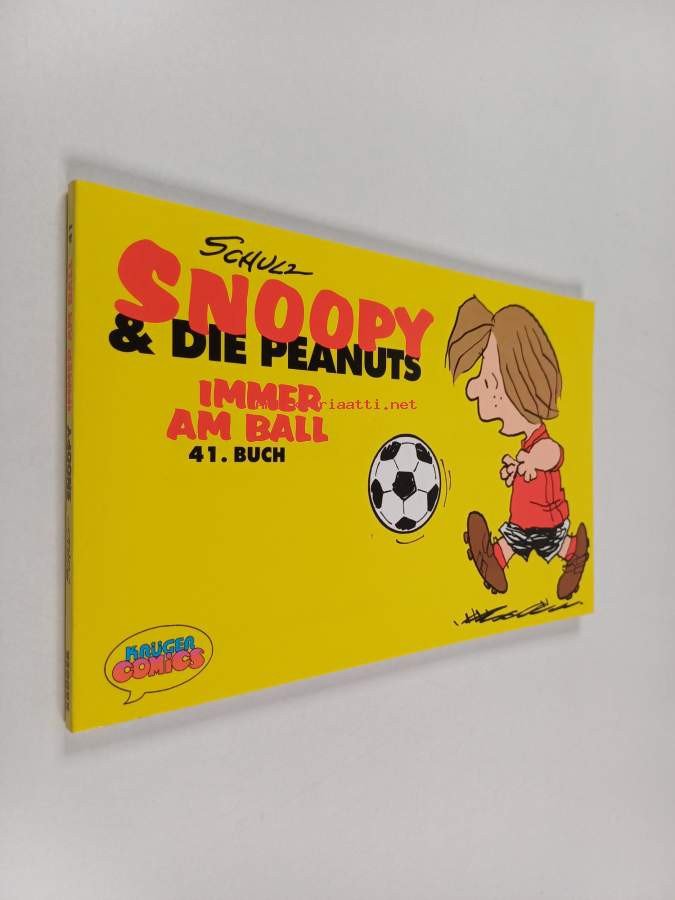 SCHULZ
SNOOPY
& DIE PEANUTS
IMMER
AM BALL
41. BUCH
KRÜGER
COMICS